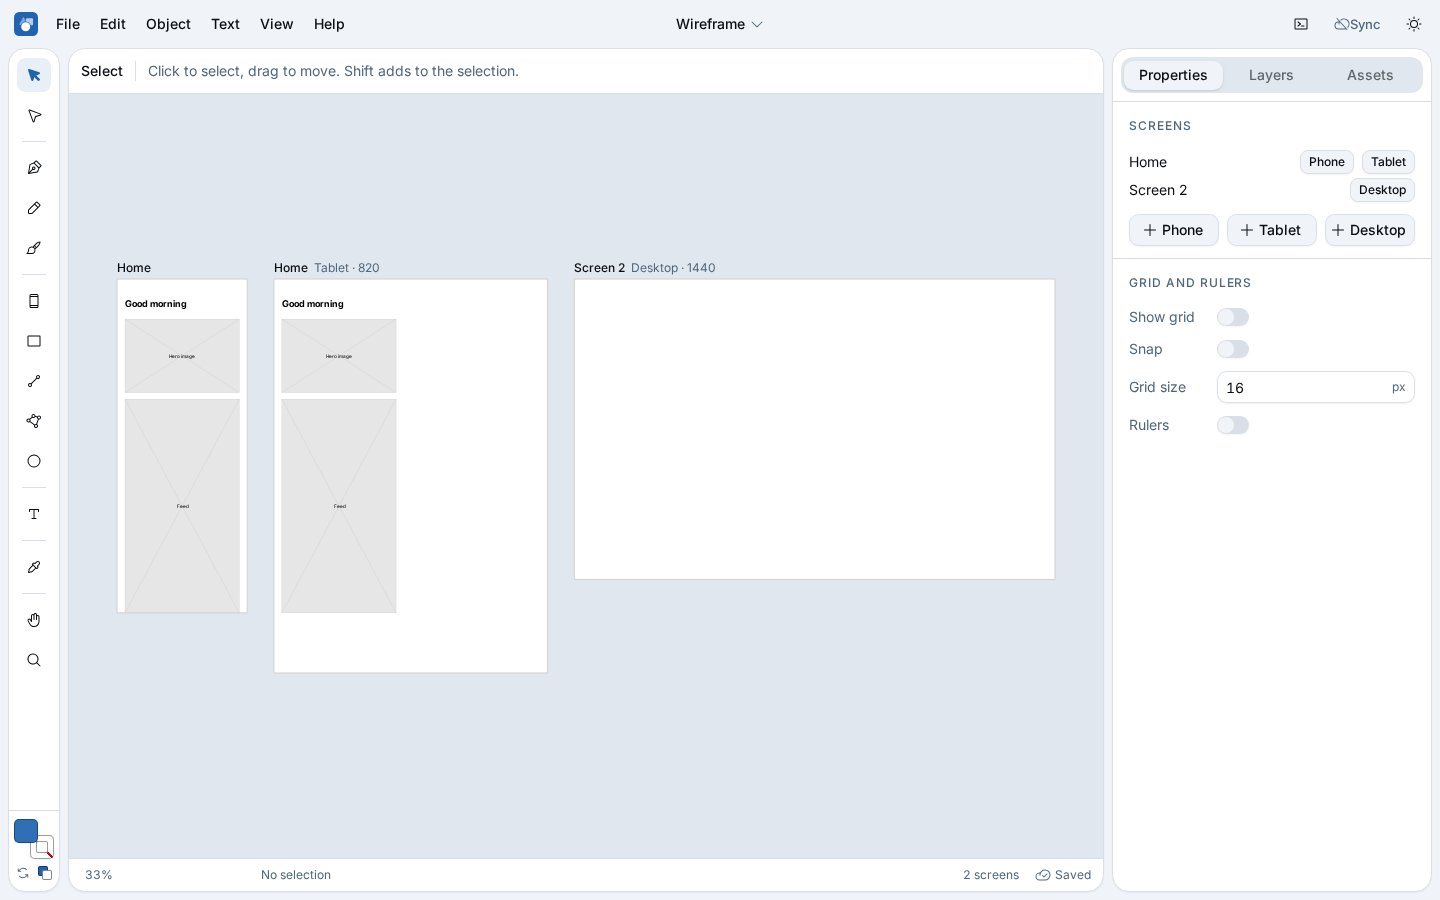 File Edit Object Text View Help
Wireframe
Sync
Select
Click to select, drag to move. Shift adds to the selection.
Properties Layers Assets
SCREENS
Home Phone Tablet
Screen 2 Desktop
Phone Tablet Desktop
GRID AND RULERS
Show grid
Snap
Grid size 16 px
Rulers
Home
Good morning
Hero image
Feed
Home Tablet · 820
Good morning
Hero image
Feed
Screen 2 Desktop · 1440
33%
No selection
2 screens
Saved